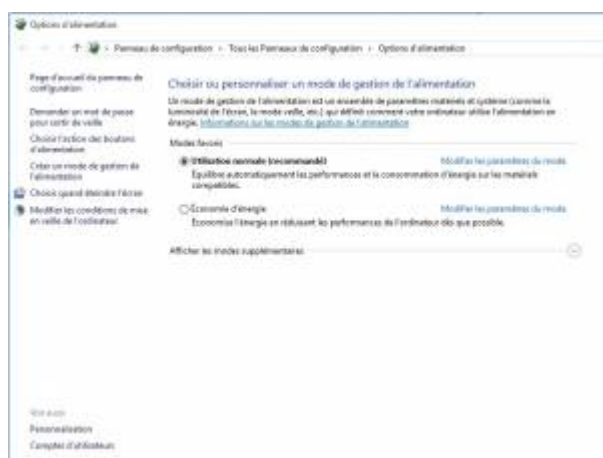 Options d'alimentation
Panneau de configuration > Tous les Panneaux de configuration > Options d'alimentation
Page d'accueil du panneau de
configuration
Demander un mot de passe
pour sortir de veille
Choisir l'action des boutons
d'alimentation
Créer un mode de gestion de
l'alimentation
Choisir quand éteindre l'écran
Modifier les conditions de mise
en veille de l'ordinateur
Choisir ou personnaliser un mode de gestion de l'alimentation
Un mode de gestion de l'alimentation est un ensemble de paramètres matériels et système (comme la
luminosité de l'écran, le mode veille, etc.) qui définit comment votre ordinateur utilise l'alimentation en
énergie. Informations sur les modes de gestion de l'alimentation
Modes favoris
Utilisation normale (recommandé) Modifier les paramètres du mode
Équilibre automatiquement les performances et la consommation d'énergie sur les matériels
compatibles.
Économie d'énergie Modifier les paramètres du mode
Économise l'énergie en réduisant les performances de l'ordinateur dès que possible.
Afficher les modes supplémentaires
Voir aussi
Personnalisation
Comptes d'utilisateurs